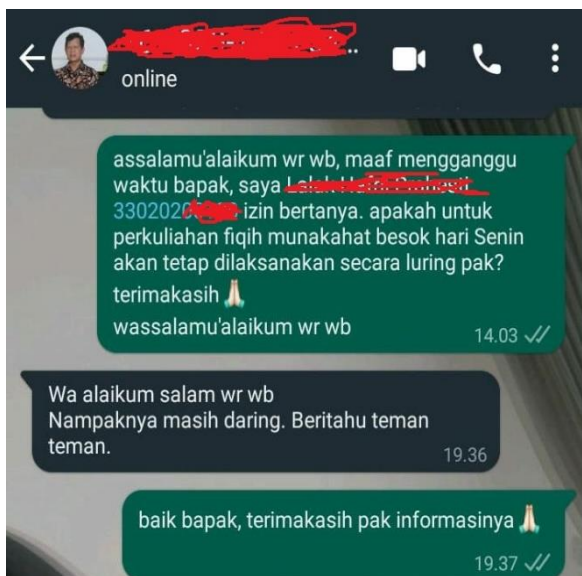 online
assalamu'alaikum wr wb, maaf mengganggu
waktu bapak, saya
330202 izin bertanya. apakah untuk
perkuliahan fiqih munakahat besok hari Senin
akan tetap dilaksanakan secara luring pak?
terimakasih 🙏🏻
wassalamu'alaikum wr wb
14.03
Wa alaikum salam wr wb
Nampaknya masih daring. Beritahu teman
teman.
19.36
baik bapak, terimakasih pak informasinya 🙏🏻
19.37